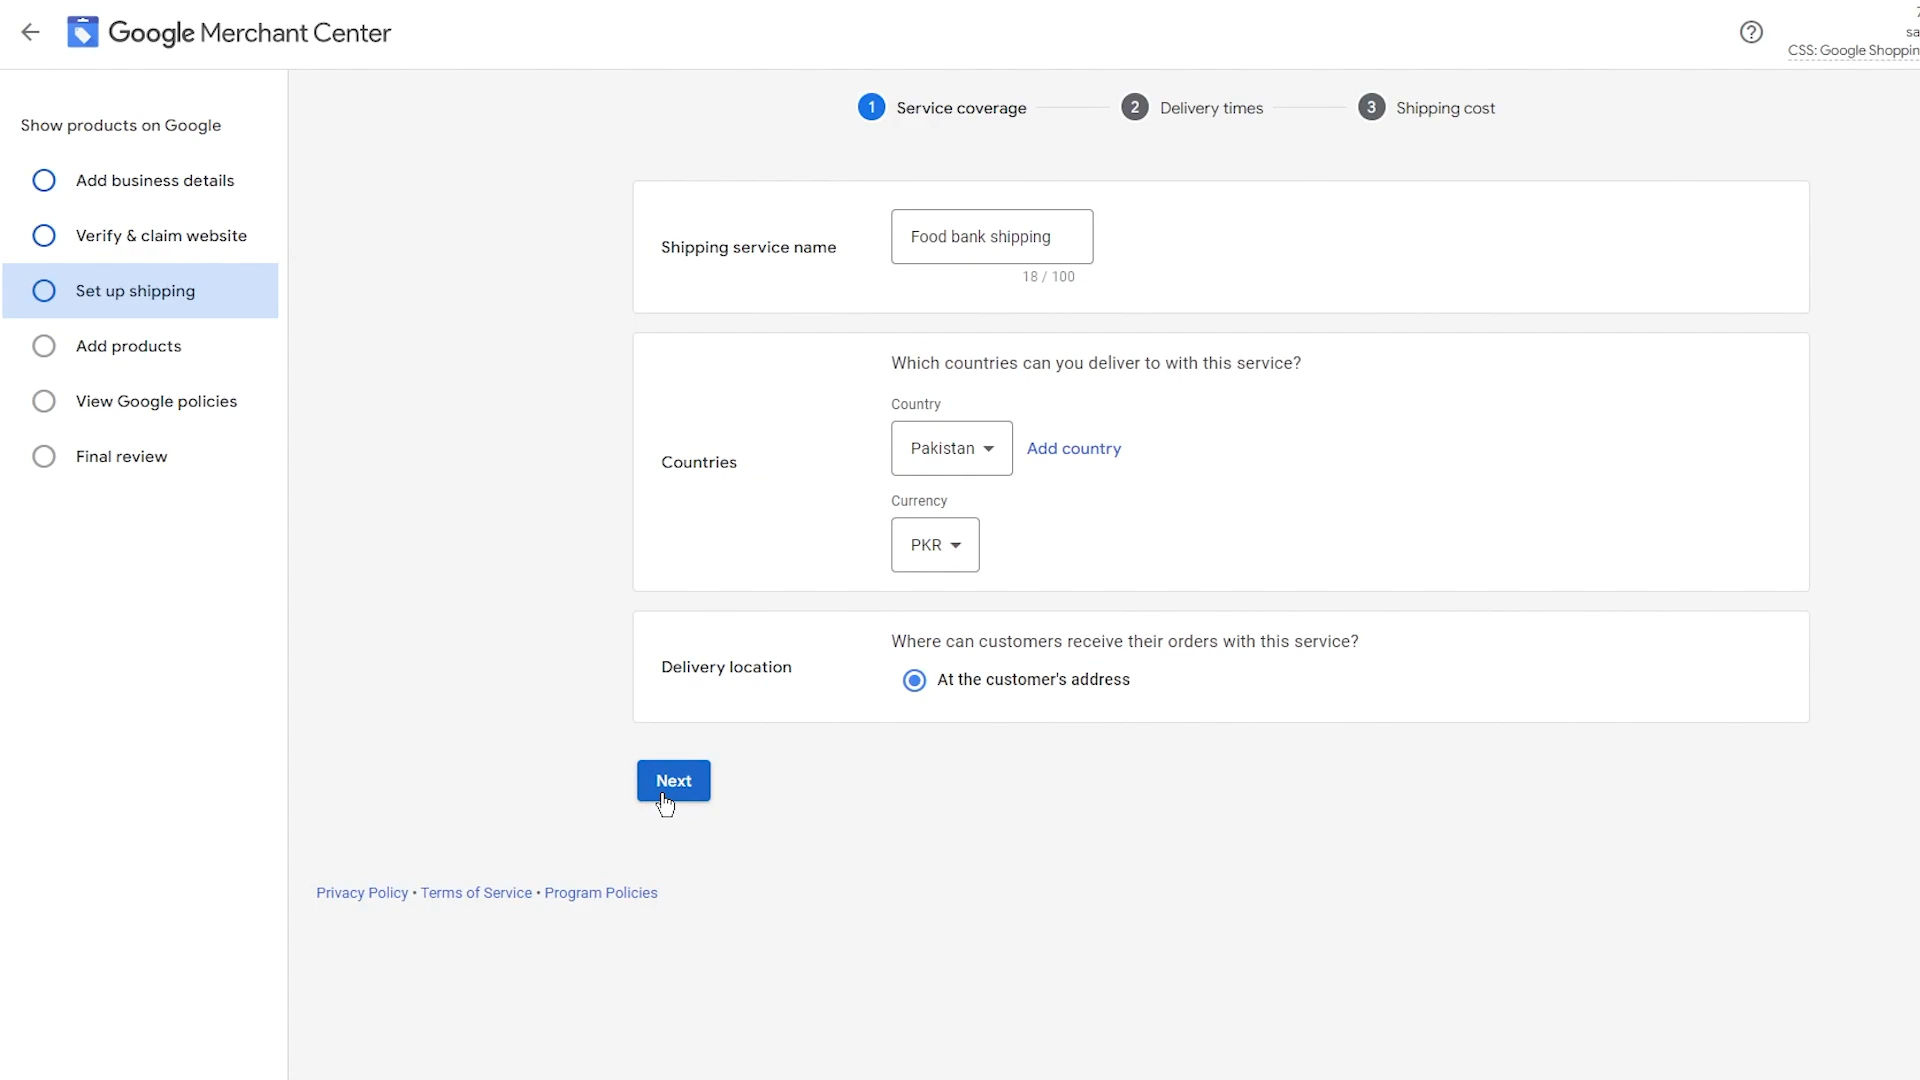 Google Merchant Center
CSS: Google Shoppin
Show products on Google
Add business details
Verify & claim website
Set up shipping
Add products
View Google policies
Final review
1 Service coverage
2 Delivery times
3 Shipping cost
Shipping service name
Food bank shipping
18 / 100
Countries
Which countries can you deliver to with this service?
Country
Pakistan
Add country
Currency
PKR
Delivery location
Where can customers receive their orders with this service?
At the customer's address
Next
Privacy Policy • Terms of Service • Program Policies